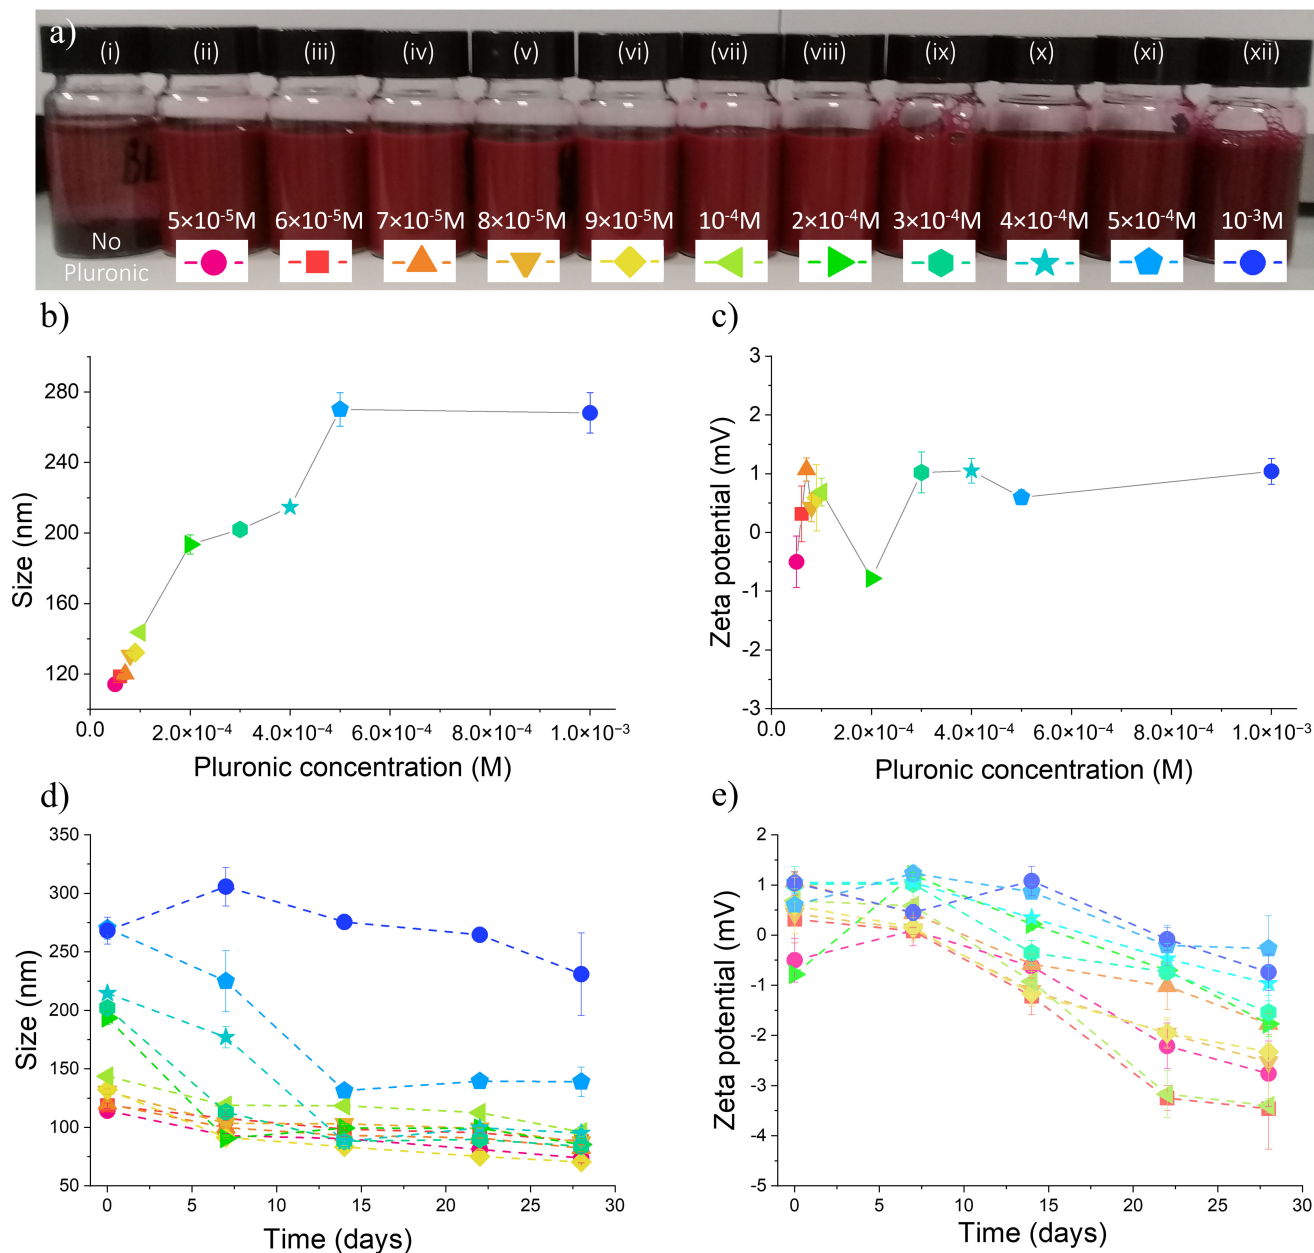 a)
(i) (ii) (iii) (iv) (v) (vi) (vii) (viii) (ix) (x) (xi) (xii)
No
Pluronic
5×10⁻⁵M 6×10⁻⁵M 7×10⁻⁵M 8×10⁻⁵M 9×10⁻⁵M 10⁻⁴M 2×10⁻⁴M 3×10⁻⁴M 4×10⁻⁴M 5×10⁻⁴M 10⁻³M
b)
Size (nm)
280
240
200
160
120
0.0 2.0×10⁻⁴ 4.0×10⁻⁴ 6.0×10⁻⁴ 8.0×10⁻⁴ 1.0×10⁻³
Pluronic concentration (M)
c)
Zeta potential (mV)
3
2
1
0
-1
-2
-3
0.0 2.0×10⁻⁴ 4.0×10⁻⁴ 6.0×10⁻⁴ 8.0×10⁻⁴ 1.0×10⁻³
Pluronic concentration (M)
d)
Size (nm)
350
300
250
200
150
100
50
0 5 10 15 20 25 30
Time (days)
e)
Zeta potential (mV)
2
1
0
-1
-2
-3
-4
-5
0 5 10 15 20 25 30
Time (days)